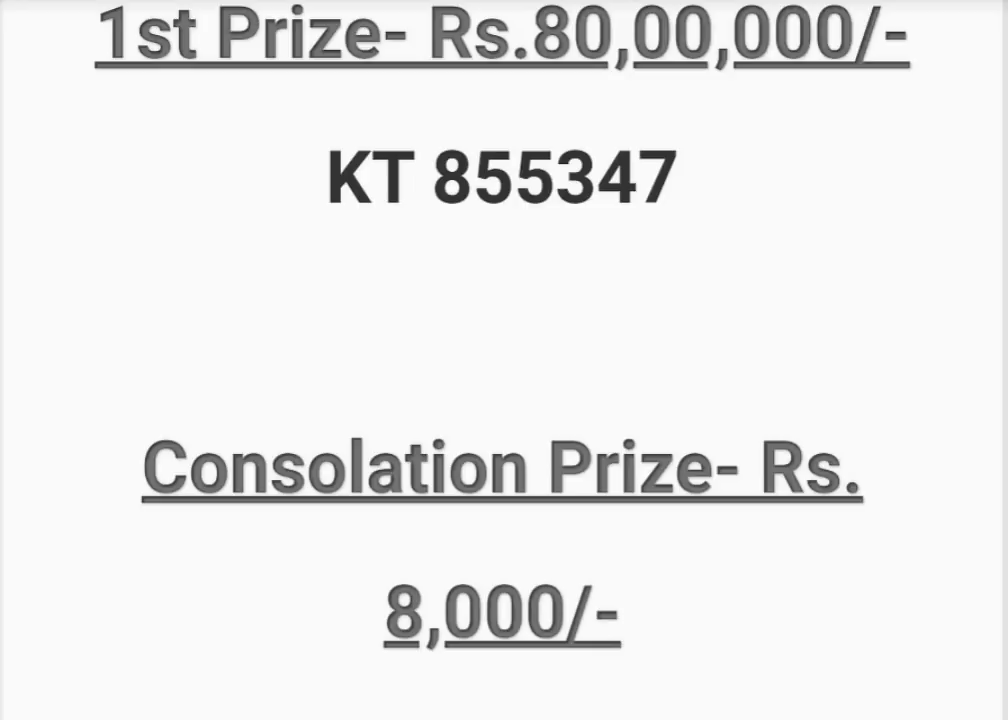 1st Prize- Rs.80,00,000/-
KT 855347
Consolation Prize- Rs.
8,000/-